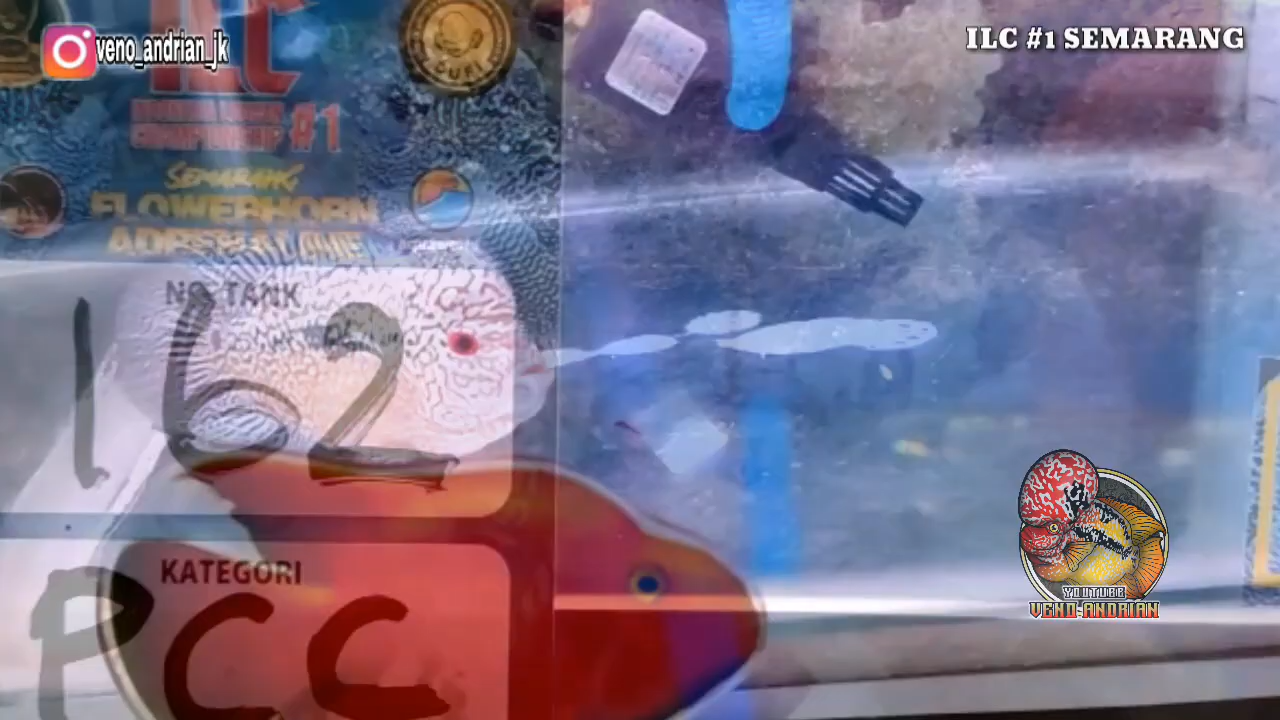 veno_andrian_jk
ILC #1 SEMARANG
ILC
CHAMPIONSHIP #1
SEMARANG
FLOWERHORN
NO. TANK
162
KATEGORI
PCC
YOUTUBE
VENO ANDRIAN